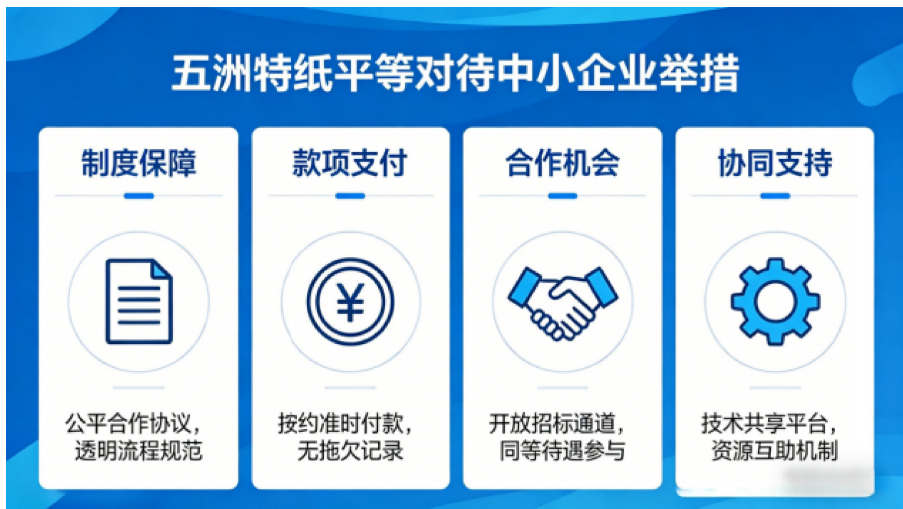 五洲特纸平等对待中小企业举措
制度保障
公平合作协议，
透明流程规范
款项支付
¥
按约准时付款，
无拖欠记录
合作机会
开放招标通道，
同等待遇参与
协同支持
技术共享平台，
资源互助机制